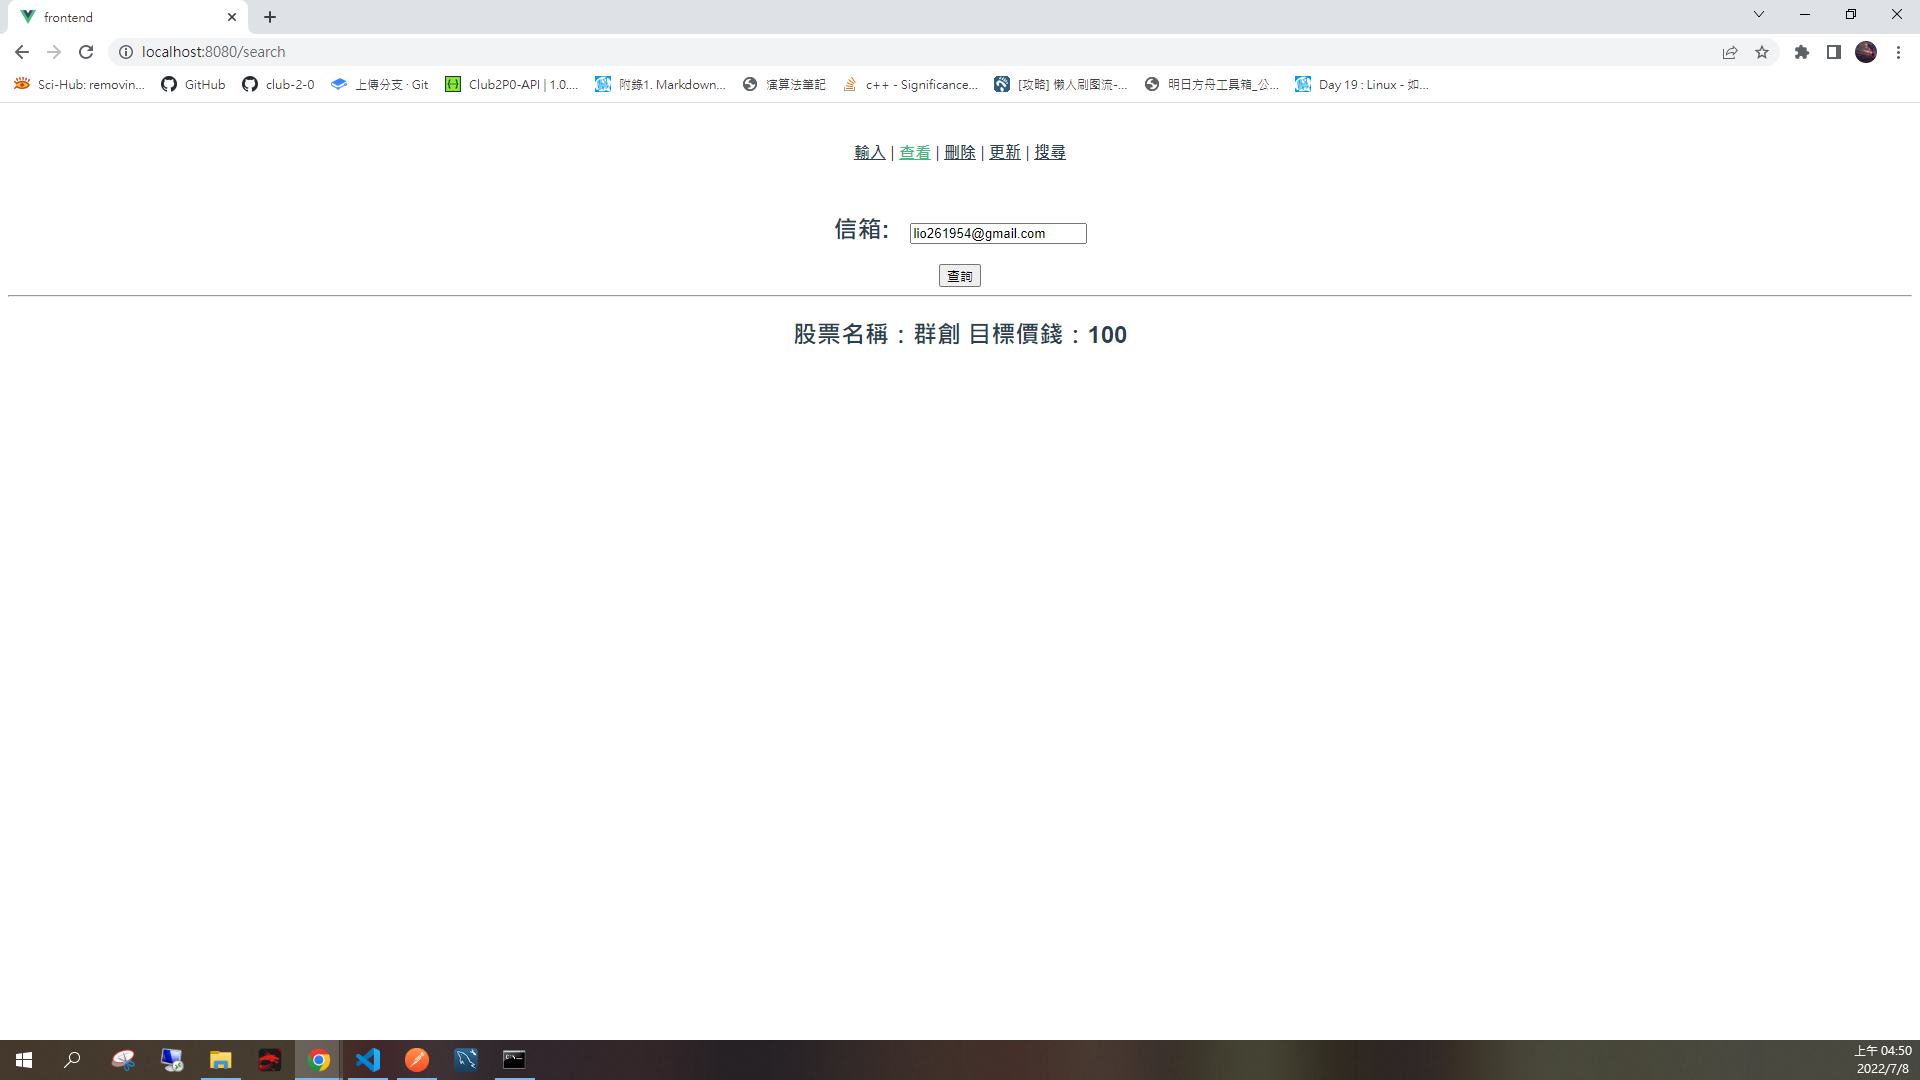 frontend
localhost:8080/search
Sci-Hub: removin... GitHub club-2-0 上傳分支 · Git Club2P0-API | 1.0.... 附錄1. Markdown... 演算法筆記 c++ - Significance... [攻略] 懒人刷图流-... 明日方舟工具箱_公... Day 19 : Linux - 如...
輸入 | 查看 | 刪除 | 更新 | 搜尋
信箱: lio261954@gmail.com
查詢
股票名稱：群創 目標價錢：100
上午 04:50
2022/7/8